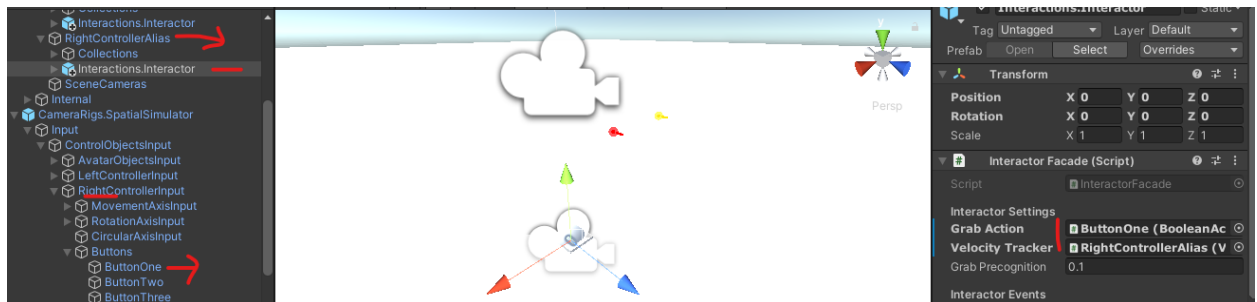 Collections
Interactions.Interactor
RightControllerAlias
Collections
Interactions.Interactor
SceneCameras
Internal
CameraRigs.SpatialSimulator
Input
ControlObjectsInput
AvatarObjectsInput
LeftControllerInput
RightControllerInput
MovementAxisInput
RotationAxisInput
CircularAxisInput
Buttons
ButtonOne
ButtonTwo
ButtonThree
y
Persp
Interactions.Interactor Static
Tag Untagged Layer Default
Prefab Open Select Overrides
Transform
Position X 0 Y 0 Z 0
Rotation X 0 Y 0 Z 0
Scale X 1 Y 1 Z 1
# Interactor Facade (Script)
Script # InteractorFacade
Interactor Settings
Grab Action # ButtonOne (BooleanAc
Velocity Tracker # RightControllerAlias (V
Grab Precognition 0.1
Interactor Events